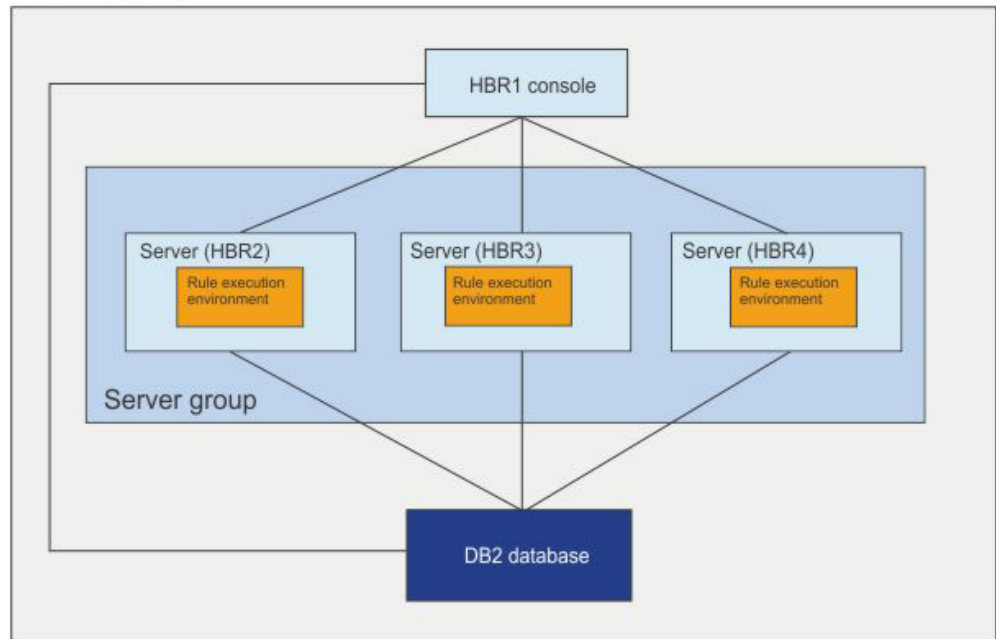 HBR1 console
Server (HBR2)
Rule execution
environment
Server (HBR3)
Rule execution
environment
Server (HBR4)
Rule execution
environment
Server group
DB2 database